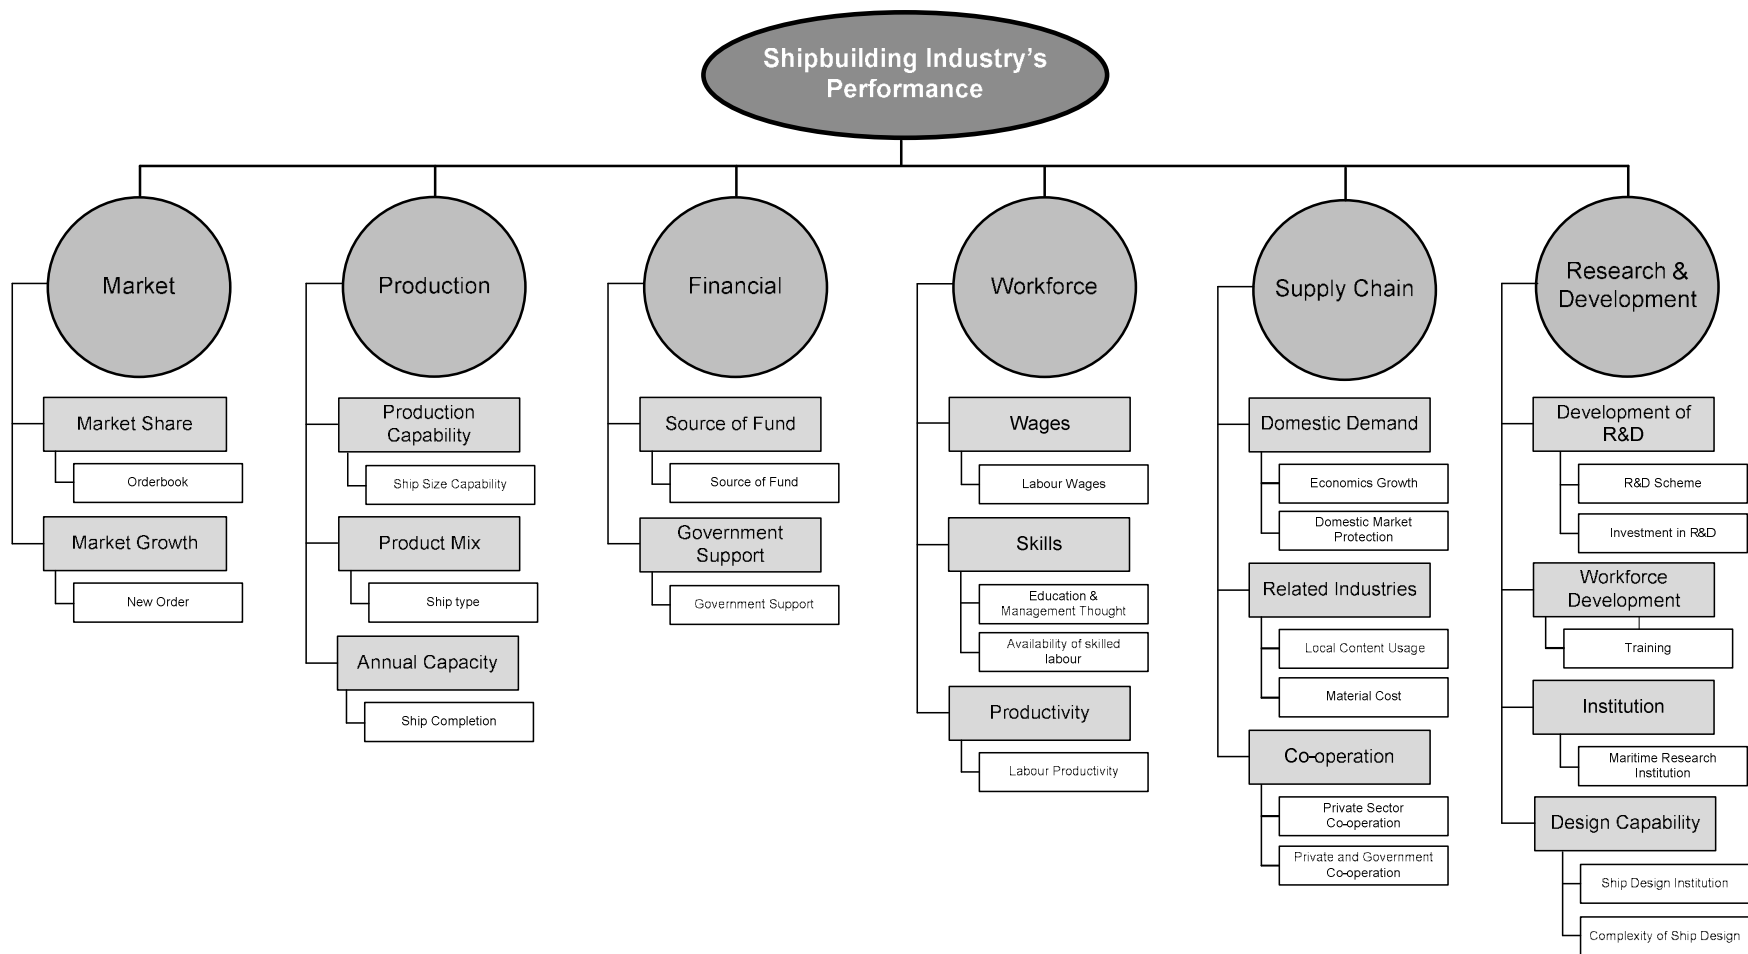 Shipbuilding Industry's
Performance
Market
Production
Financial
Workforce
Supply Chain
Research &
Development
Market Share
Orderbook
Market Growth
New Order
Production
Capability
Ship Size Capability
Product Mix
Ship type
Annual Capacity
Ship Completion
Source of Fund
Source of Fund
Government
Support
Government Support
Wages
Labour Wages
Skills
Education &
Management Thought
Availability of skilled
labour
Productivity
Labour Productivity
Domestic Demand
Economics Growth
Domestic Market
Protection
Related Industries
Local Content Usage
Material Cost
Co-operation
Private Sector
Co-operation
Private and Government
Co-operation
Development of
R&D
R&D Scheme
Investment in R&D
Workforce
Development
Training
Institution
Maritime Research
Institution
Design Capability
Ship Design Institution
Complexity of Ship Design